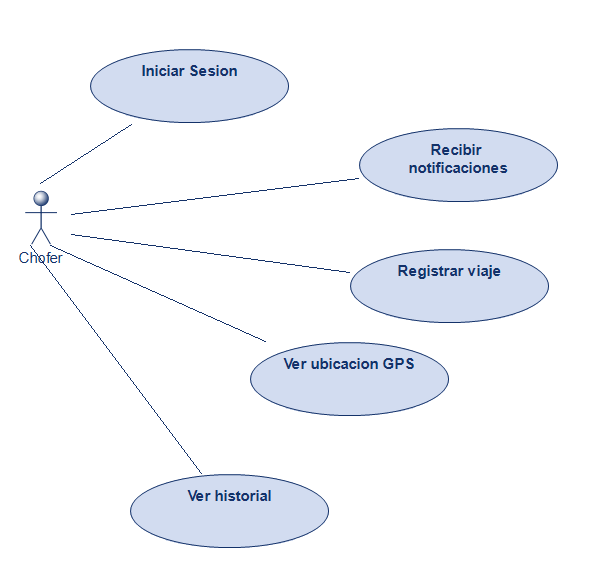 Iniciar Sesion
Recibir
notificaciones
Chofer
Registrar viaje
Ver ubicacion GPS
Ver historial